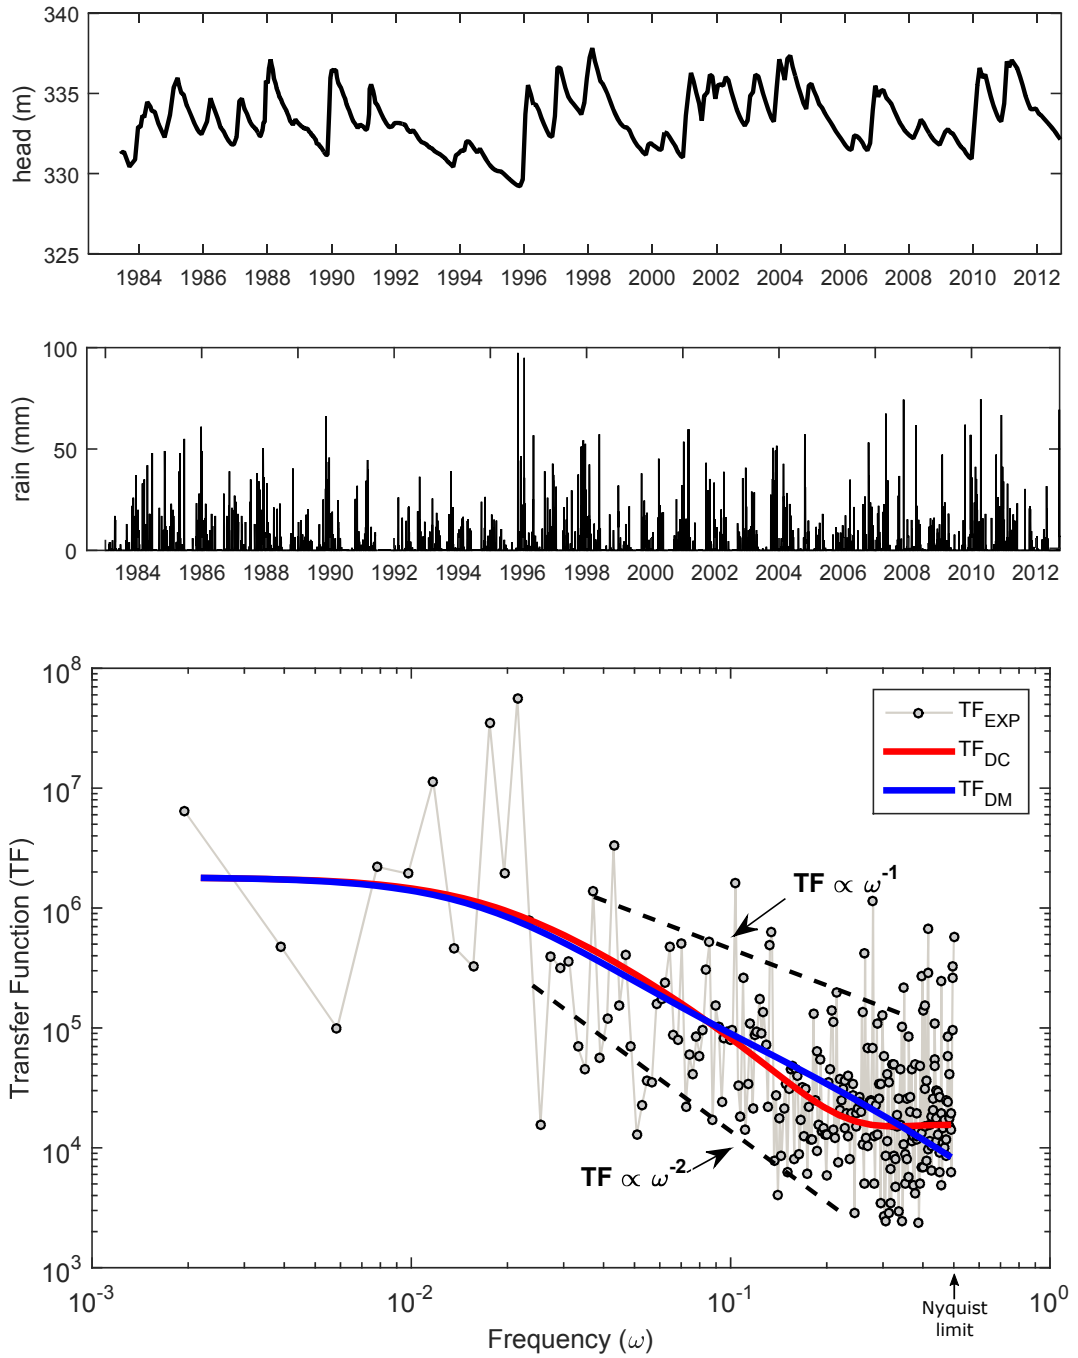 340
335
330
325
head (m)
1984 1986 1988 1990 1992 1994 1996 1998 2000 2002 2004 2006 2008 2010 2012
100
50
0
rain (mm)
1984 1986 1988 1990 1992 1994 1996 1998 2000 2002 2004 2006 2008 2010 2012
10^8
10^7
10^6
10^5
10^4
10^3
Transfer Function (TF)
TF_EXP
TF_DC
TF_DM
TF ∝ ω^-1
TF ∝ ω^-2
10^-3 10^-2 10^-1 10^0
Nyquist
limit
Frequency (ω)